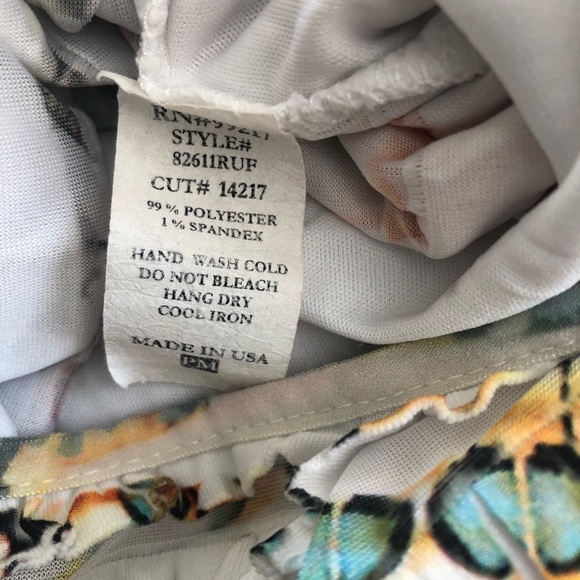 RN#99217
STYLE#
82611RUF
CUT# 14217
99 % POLYESTER
1 % SPANDEX
HAND WASH COLD
DO NOT BLEACH
HANG DRY
COOL IRON
MADE IN USA
PM